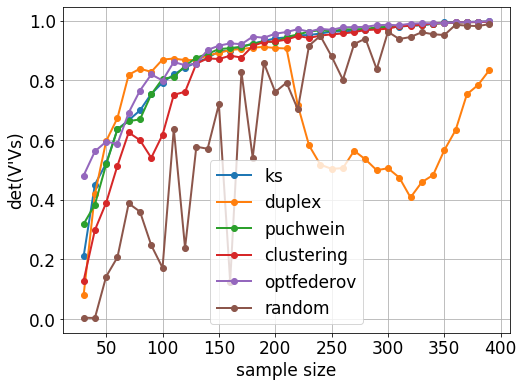 1.0
0.8
0.6
0.4
0.2
0.0
det(V'Vs)
ks
duplex
puchwein
clustering
optfederov
random
50 100 150 200 250 300 350 400
sample size